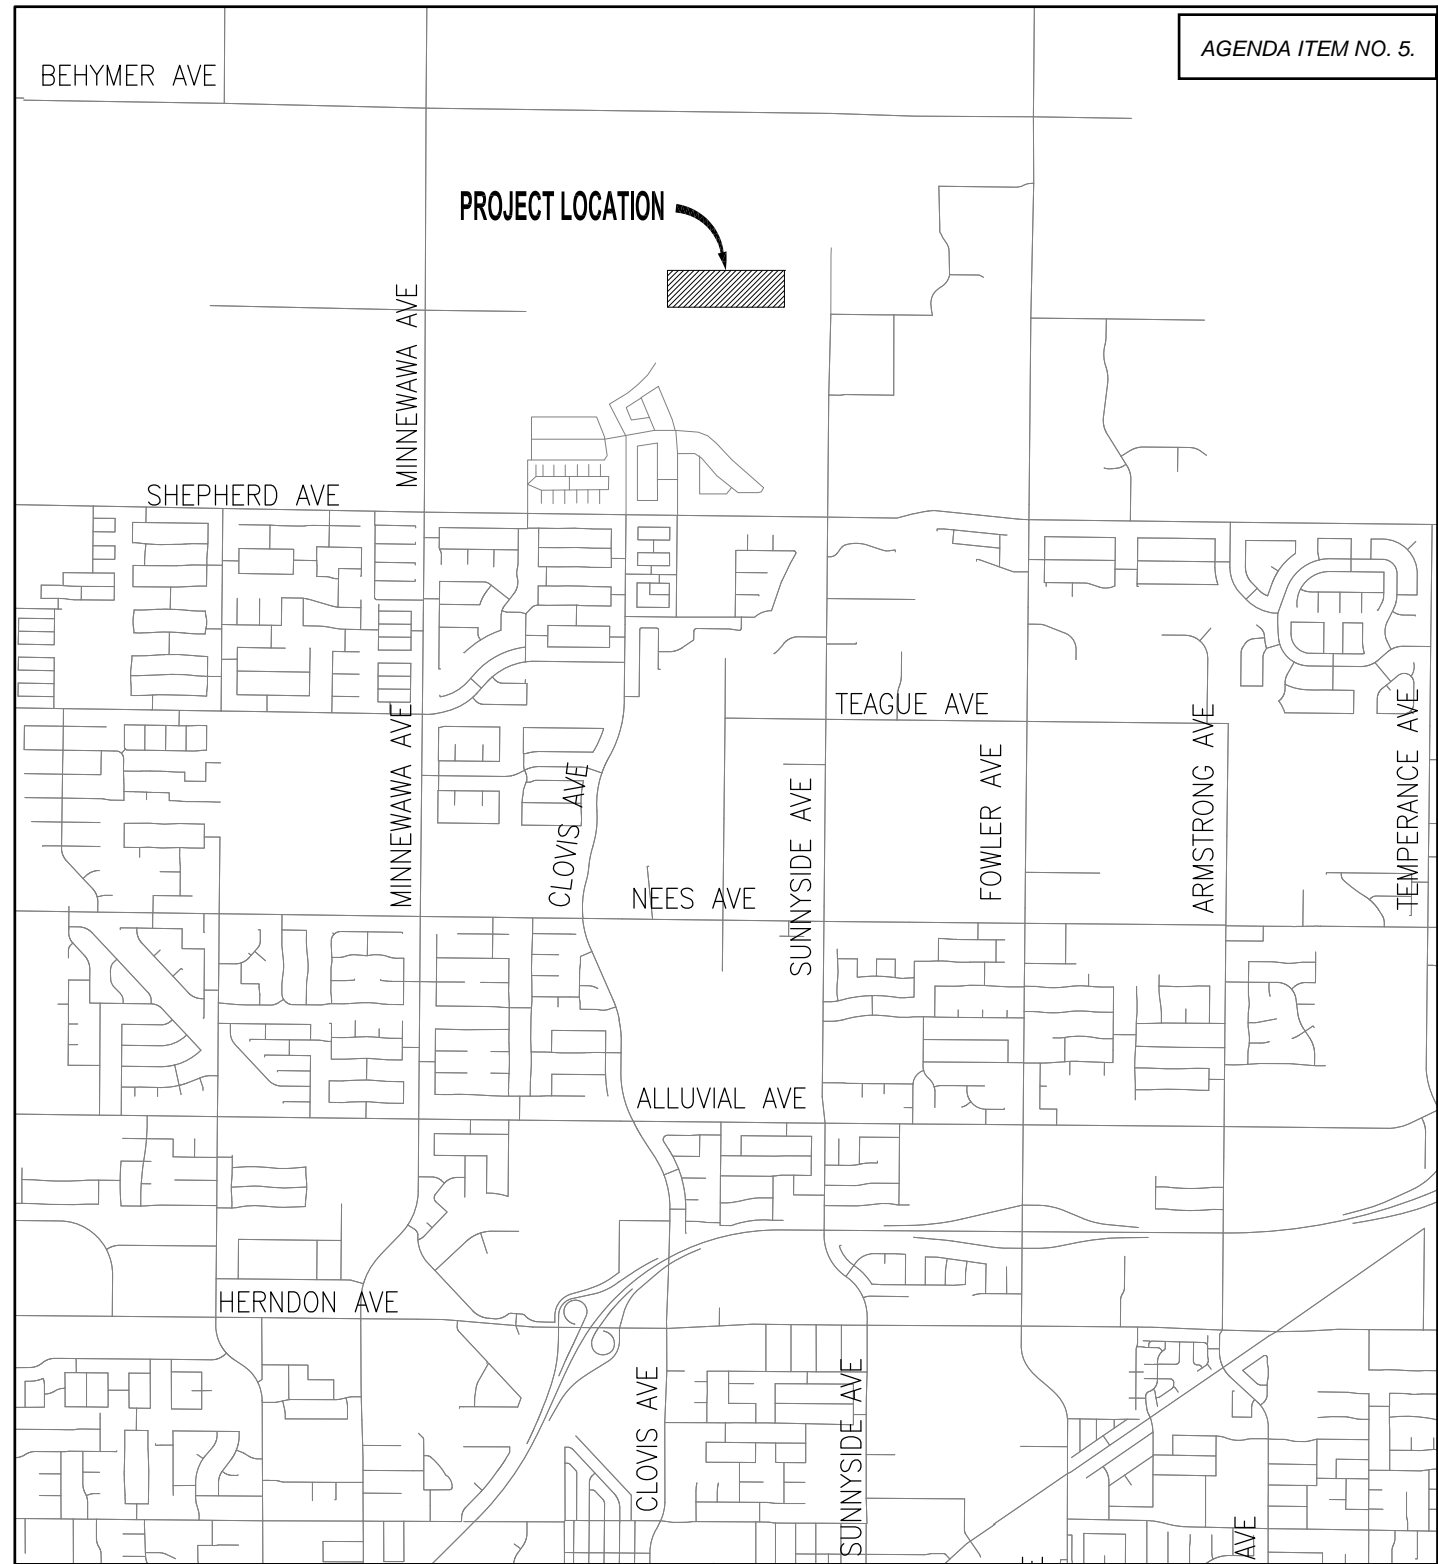 AGENDA ITEM NO. 5.
BEHYMER AVE
PROJECT LOCATION
MINNEWAWA AVE
SHEPHERD AVE
TEAGUE AVE
MINNEWAWA AVE
CLOVIS AVE
SUNNYSIDE AVE
FOWLER AVE
ARMSTRONG AVE
TEMPERANCE AVE
NEES AVE
ALLUVIAL AVE
HERNDON AVE
CLOVIS AVE
SUNNYSIDE AVE
AVE